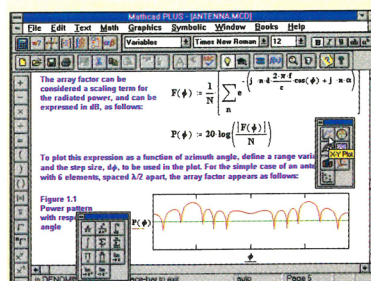 Mathcad PLUS - [ANTENNA.MCD]
File Edit Text Math Graphics Symbolic Window Books Help
Variables Times New Roman 12 B I U
The array factor can be
considered a scaling term for
the radiated power, and can be
expressed in dB, as follows:
F(ϕ) := 1/N [∑ n e^-(j·n·d·2·π·f/c·cos(ϕ) + j·n·α)]
P(ϕ) := 20·log(|F(ϕ)|/N)
X-Y Plot
To plot this expression as a function of azimuth angle, define a range vari
and the step size, dϕ, to be used in the plot. For the simple case of an ante
with 6 elements, spaced λ/2 apart, the array factor appears as follows:
Figure 1.1
Power pattern
with respe
angle
P(ϕ)
ϕ
auto Page 5